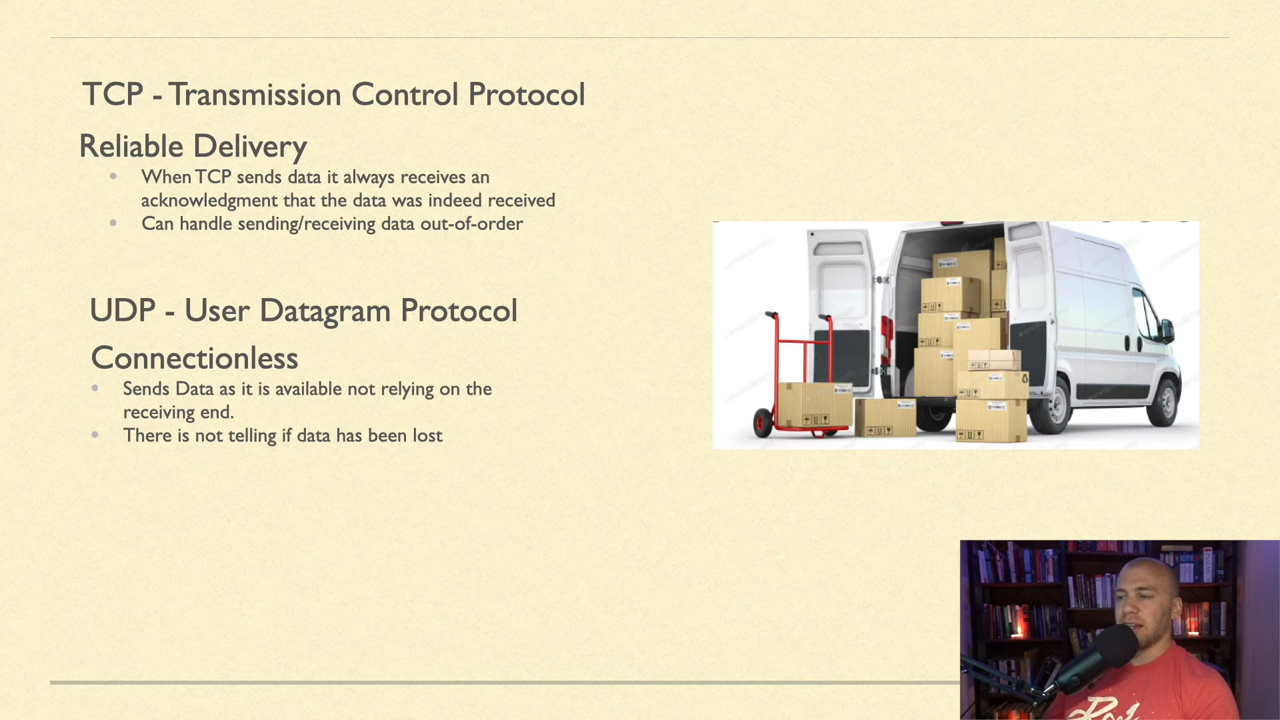 TCP - Transmission Control Protocol
Reliable Delivery
• When TCP sends data it always receives an
acknowledgment that the data was indeed received
• Can handle sending/receiving data out-of-order
UDP - User Datagram Protocol
Connectionless
• Sends Data as it is available not relying on the
receiving end.
• There is not telling if data has been lost